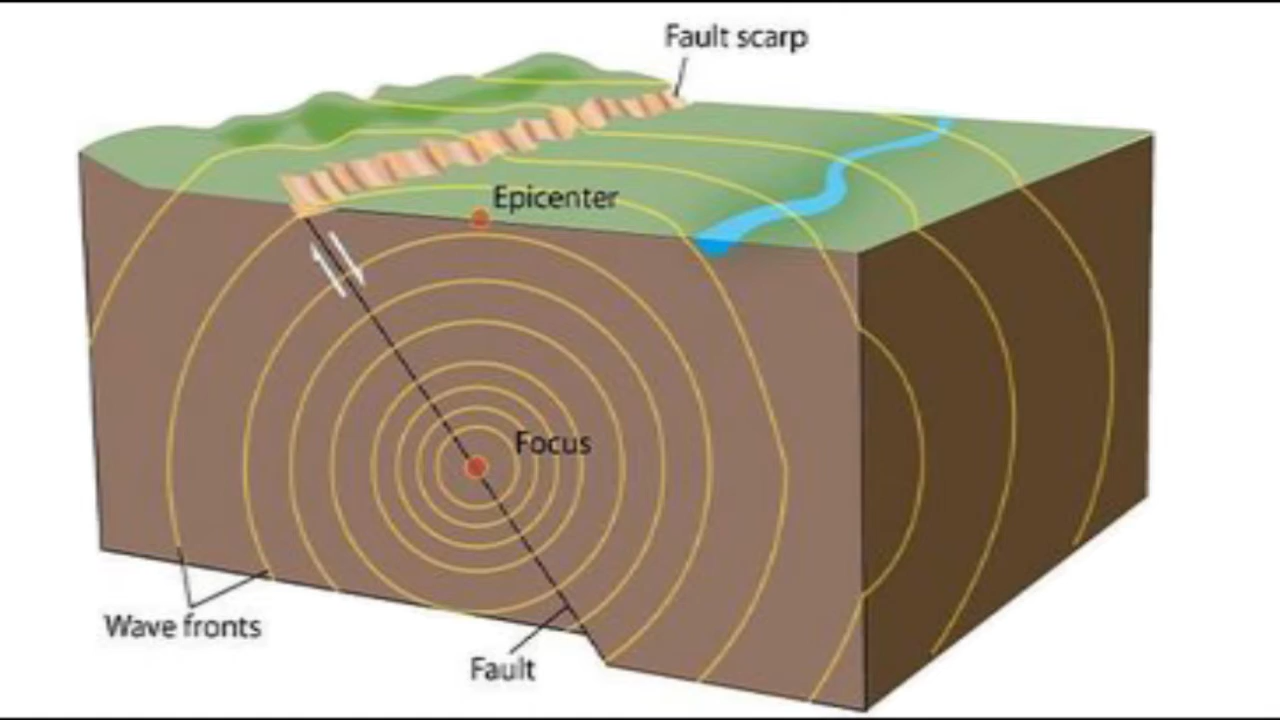 Fault scarp
Epicenter
Focus
Wave fronts
Fault